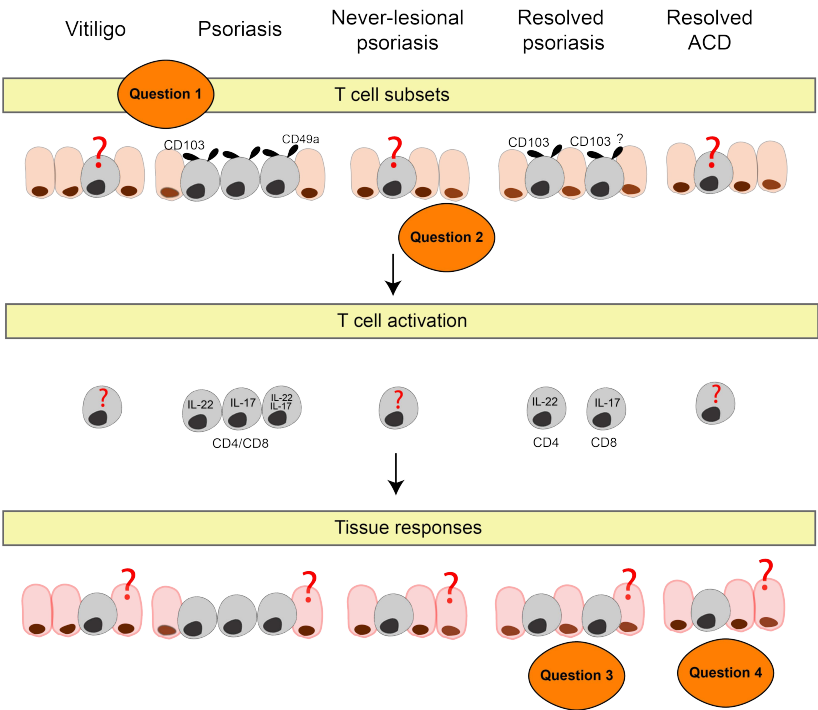 Vitiligo
Psoriasis
Never-lesional
psoriasis
Resolved
psoriasis
Resolved
ACD
Question 1
T cell subsets
CD103
CD49a
?
?
CD103
CD103
?
?
Question 2
T cell activation
?
IL-22
IL-17
IL-22
IL-17
CD4/CD8
?
IL-22
CD4
IL-17
CD8
?
Tissue responses
?
?
?
?
?
Question 3
Question 4